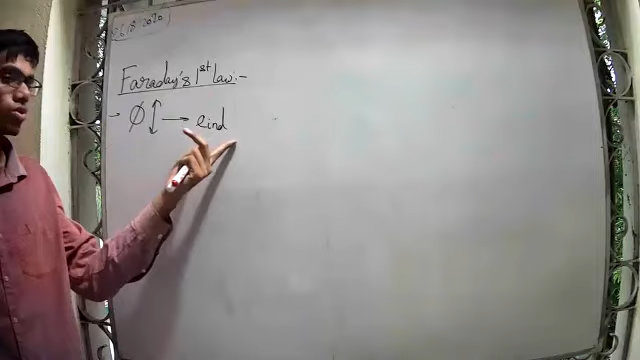 Faraday's 1st law:-
→ Ø ↕ → eind